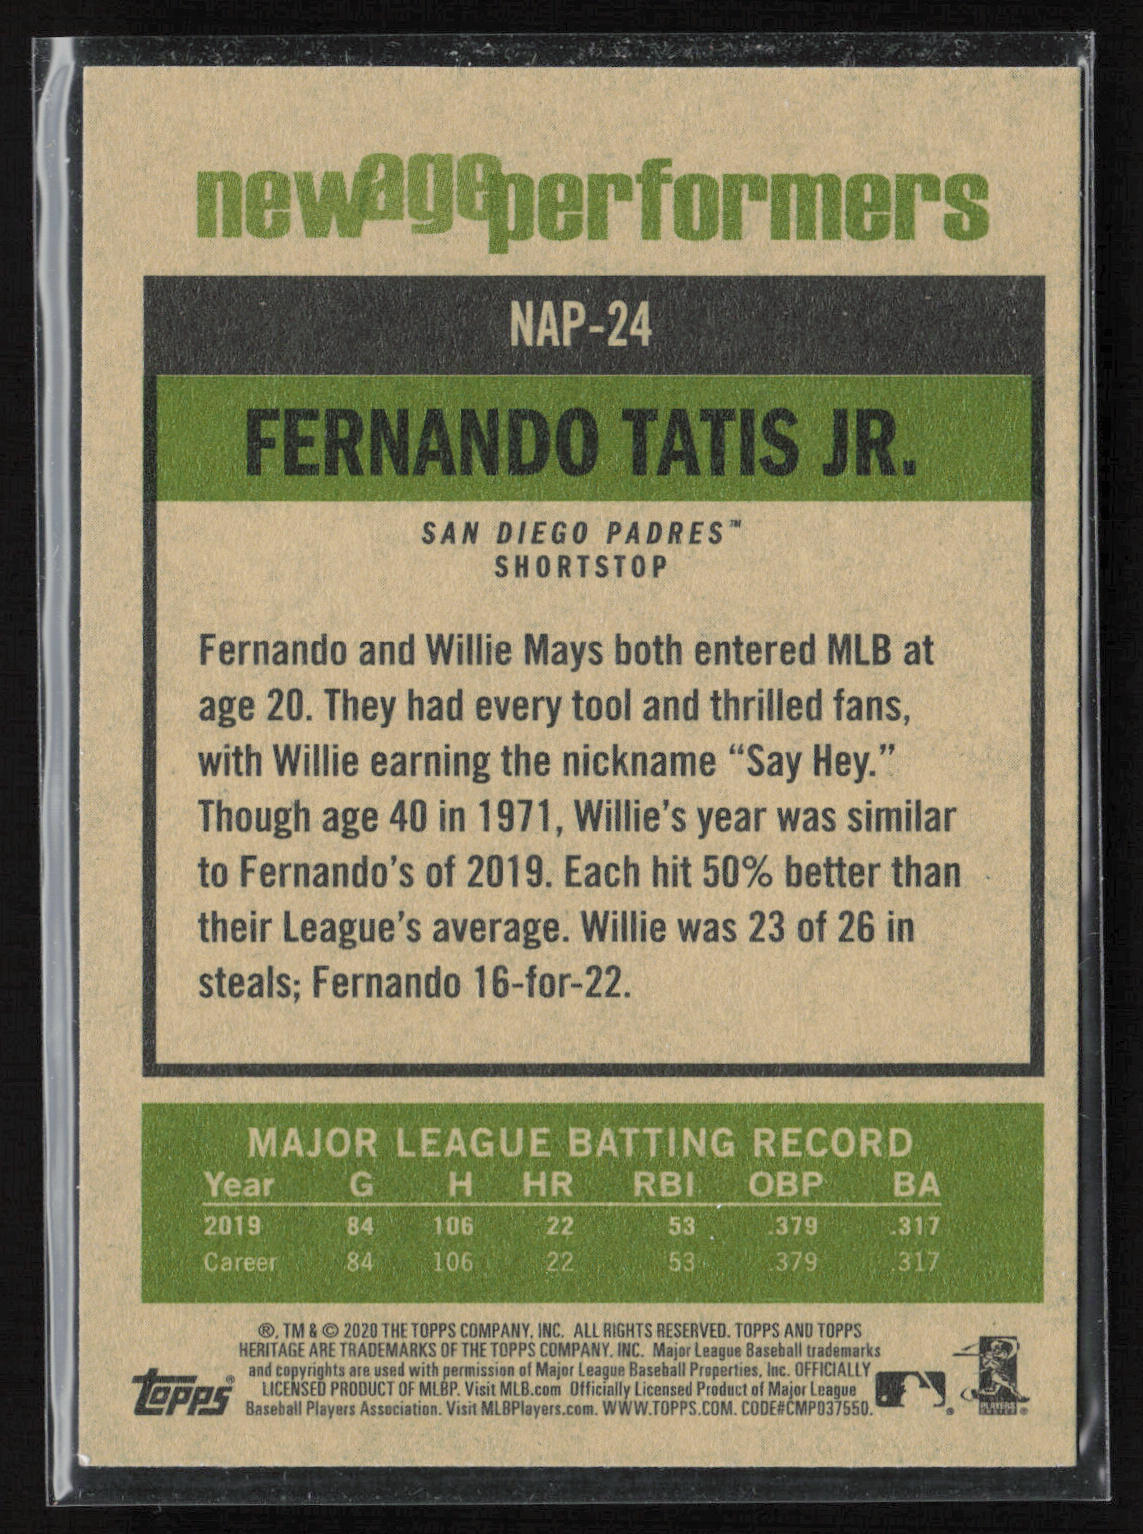 newageperformers
NAP-24
FERNANDO TATIS JR.
SAN DIEGO PADRES™
SHORTSTOP
Fernando and Willie Mays both entered MLB at
age 20. They had every tool and thrilled fans,
with Willie earning the nickname “Say Hey.”
Though age 40 in 1971, Willie’s year was similar
to Fernando’s of 2019. Each hit 50% better than
their League’s average. Willie was 23 of 26 in
steals; Fernando 16-for-22.
MAJOR LEAGUE BATTING RECORD
Year G H HR RBI OBP BA
2019 84 106 22 53 .379 .317
Career 84 106 22 53 .379 .317
®, TM & © 2020 THE TOPPS COMPANY, INC. ALL RIGHTS RESERVED. TOPPS AND TOPPS
HERITAGE ARE TRADEMARKS OF THE TOPPS COMPANY, INC. Major League Baseball trademarks
and copyrights are used with permission of Major League Baseball Properties, Inc. OFFICIALLY
LICENSED PRODUCT OF MLBP. Visit MLB.com Officially Licensed Product of Major League
Baseball Players Association. Visit MLBPlayers.com. WWW.TOPPS.COM. CODE#CMP037550.
Topps®